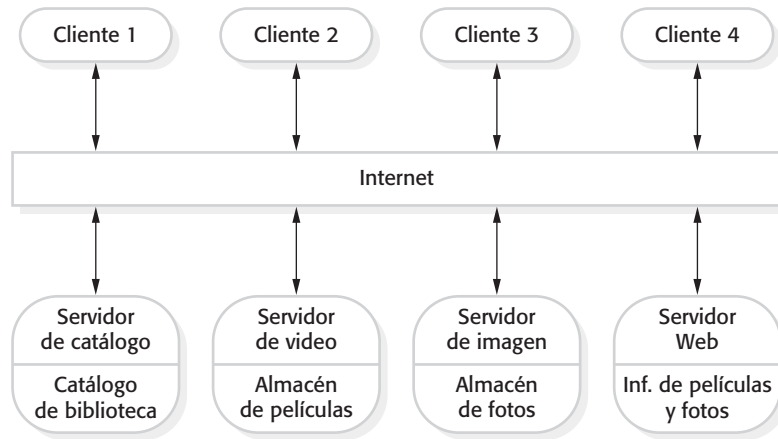 Cliente 1
Cliente 2
Cliente 3
Cliente 4
Internet
Servidor
de catálogo
Catálogo
de biblioteca
Servidor
de video
Almacén
de películas
Servidor
de imagen
Almacén
de fotos
Servidor
Web
Inf. de películas
y fotos